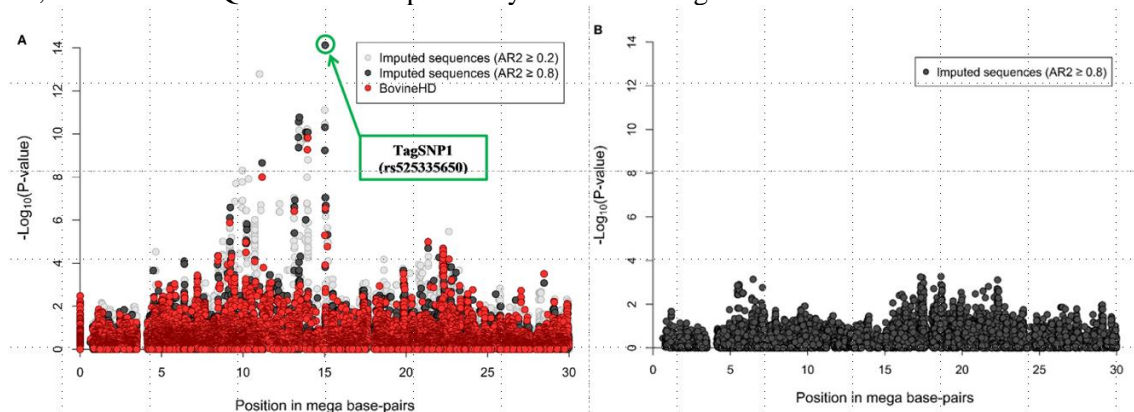 A
14
12
10
8
6
4
2
0
-Log10(P-value)
Imputed sequences (AR2 ≥ 0.2)
Imputed sequences (AR2 ≥ 0.8)
BovineHD
TagSNP1
(rs525335650)
0 5 10 15 20 25 30
Position in mega base-pairs
B
14
12
10
8
6
4
2
0
-Log10(P-value)
Imputed sequences (AR2 ≥ 0.8)
0 5 10 15 20 25 30
Position in mega base-pairs